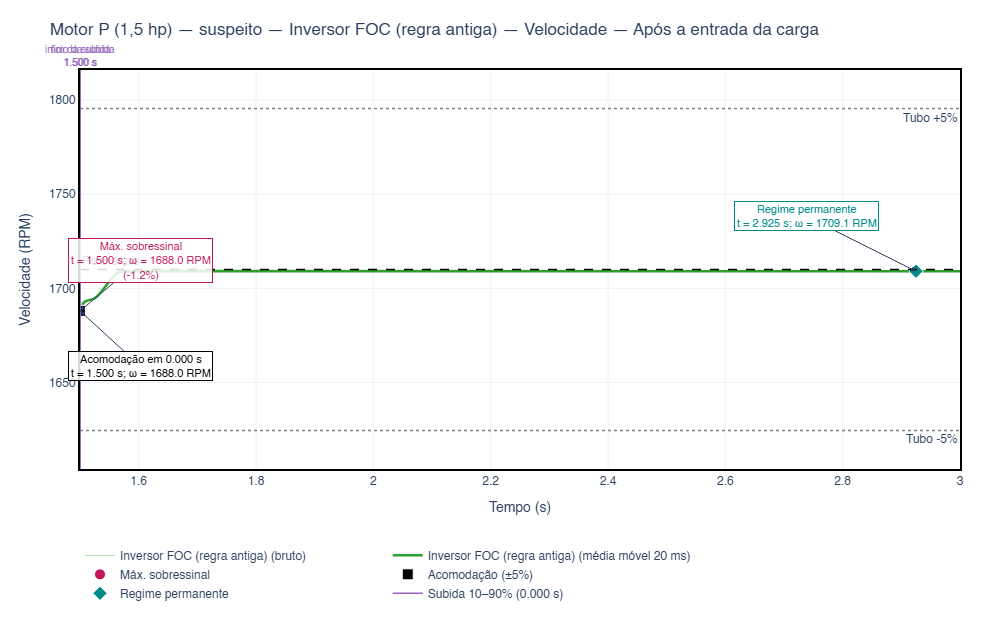 Motor P (1,5 hp) — suspeito — Inversor FOC (regra antiga) — Velocidade — Após a entrada da carga
1.500 s
1800
Tubo +5%
1750
Regime permanente
t = 2.925 s; ω = 1709.1 RPM
Máx. sobressinal
t = 1.500 s; ω = 1688.0 RPM
(-1.2%)
1700
Velocidade (RPM)
Acomodação em 0.000 s
t = 1.500 s; ω = 1688.0 RPM
1650
Tubo -5%
1.6
1.8
2
2.2
2.4
2.6
2.8
3
Tempo (s)
Inversor FOC (regra antiga) (bruto)
Inversor FOC (regra antiga) (média móvel 20 ms)
Máx. sobressinal
Acomodação (±5%)
Regime permanente
Subida 10–90% (0.000 s)